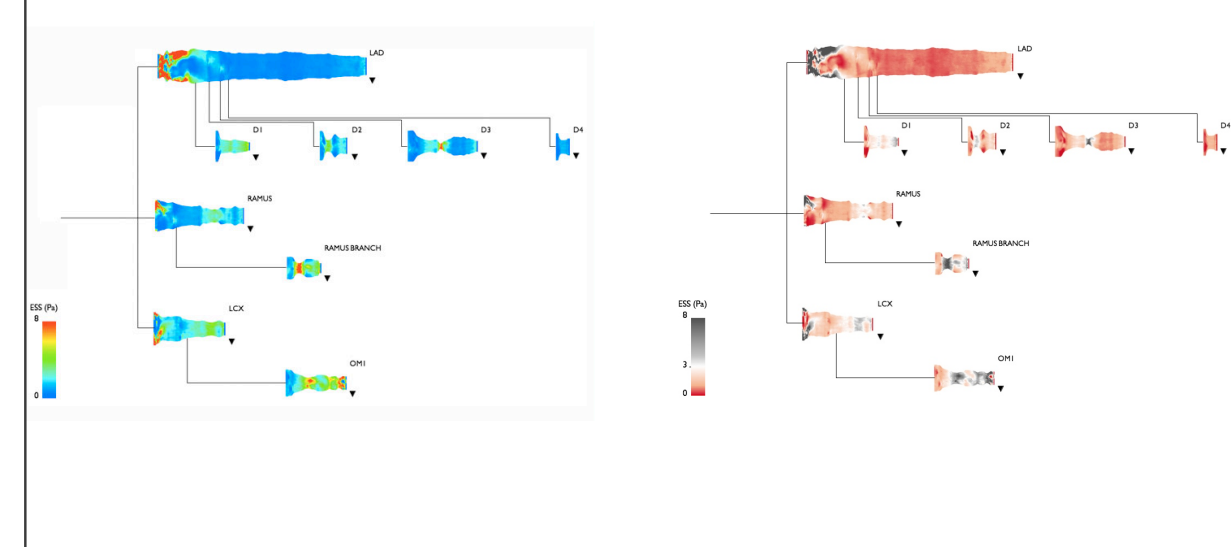 LAD
D1
D2
D3
D4
RAMUS
RAMUS BRANCH
LCX
OM1
ESS (Pa)
8
0
LAD
D1
D2
D3
D4
RAMUS
RAMUS BRANCH
LCX
OM1
ESS (Pa)
8
3
0